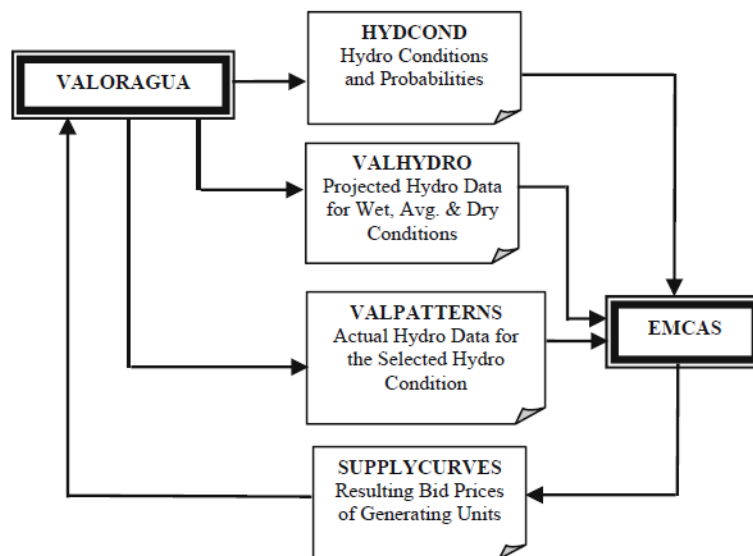 VALORAGUA
HYDCOND
Hydro Conditions
and Probabilities
VALHYDRO
Projected Hydro Data
for Wet, Avg. & Dry
Conditions
VALPATTERNS
Actual Hydro Data for
the Selected Hydro
Condition
EMCAS
SUPPLYCURVES
Resulting Bid Prices
of Generating Units